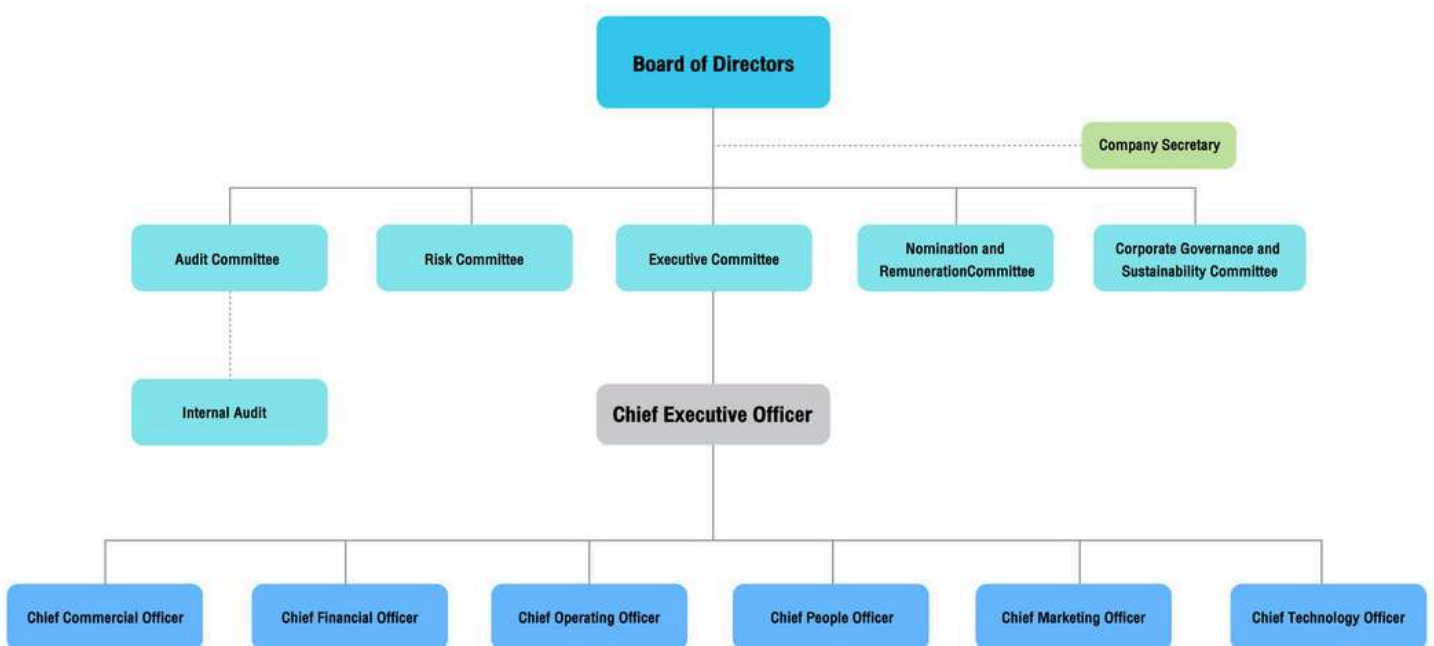 Board of Directors
Company Secretary
Audit Committee
Risk Committee
Executive Committee
Nomination and
RemunerationCommittee
Corporate Governance and
Sustainability Committee
Internal Audit
Chief Executive Officer
Chief Commercial Officer
Chief Financial Officer
Chief Operating Officer
Chief People Officer
Chief Marketing Officer
Chief Technology Officer